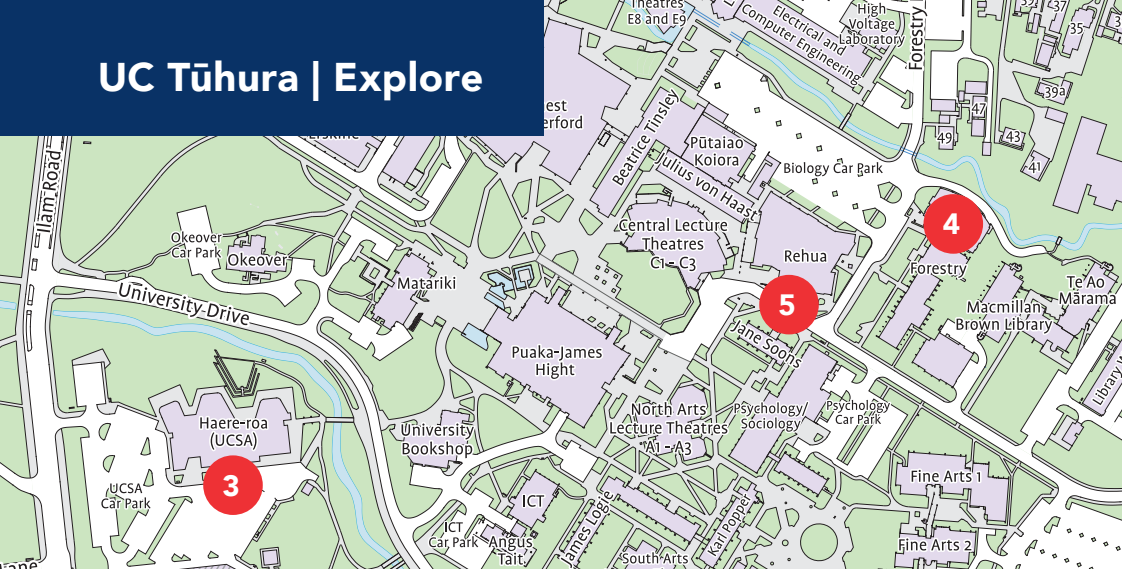 UC Tūhura | Explore
Theatres
E8 and E9
Electrical and
Computer Engineering
High
Voltage
Laboratory
37
35
39a
47
49
43
41
Erskine
Beatrice Tinsley
Pūtaiao
Koiora
Julius von Haast
Biology Car Park
Ilam Road
Okeover
Car Park
Okeover
University Drive
Matariki
Central Lecture
Theatres
C1 - C3
Rehua
4
Forestry
5
Jane Soons
Macmillan
Brown Library
Te Ao
Mārama
Puaka-James
Hight
Haere-roa
(UCSA)
3
UCSA
Car Park
University
Bookshop
North Arts
Lecture Theatres
A1 - A3
Psychology/
Sociology
Psychology
Car Park
Library
Fine Arts 1
Fine Arts 2
ICT
ICT
Car Park
Angus
Tait
James Logie
South Arts
Karl Popper